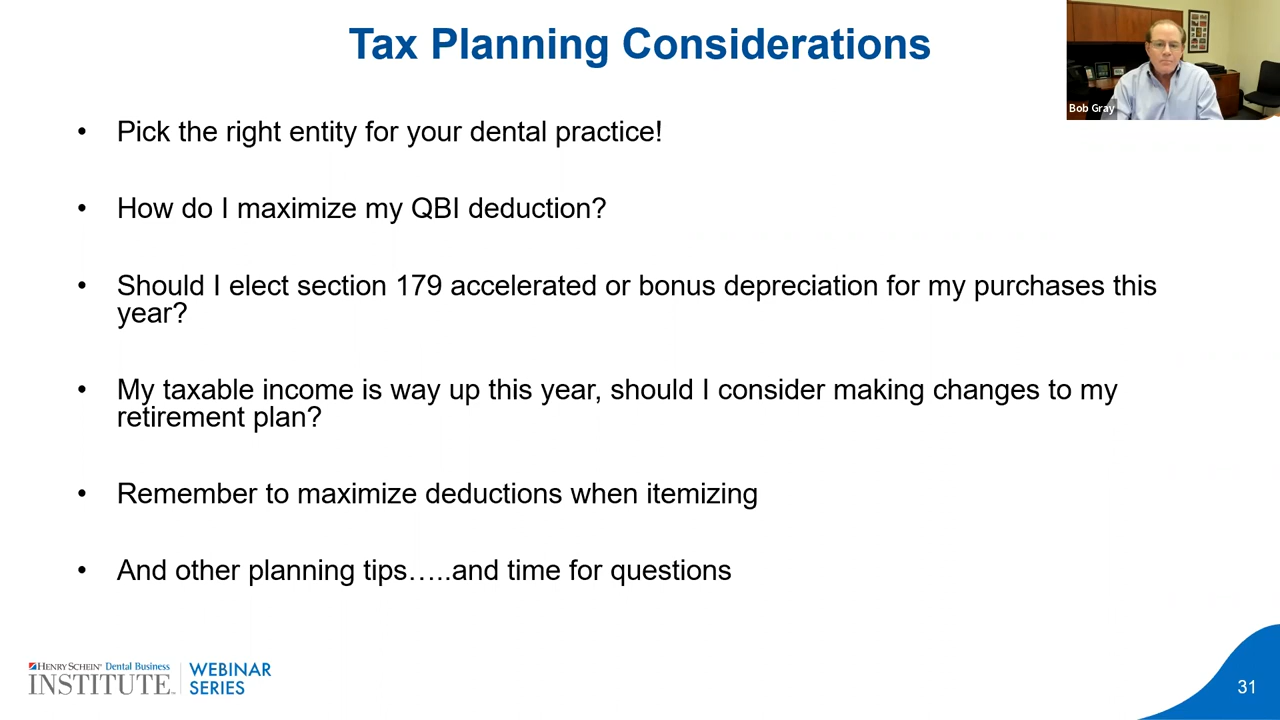 Tax Planning Considerations
Bob Gray
• Pick the right entity for your dental practice!
• How do I maximize my QBI deduction?
• Should I elect section 179 accelerated or bonus depreciation for my purchases this
year?
• My taxable income is way up this year, should I consider making changes to my
retirement plan?
• Remember to maximize deductions when itemizing
• And other planning tips…..and time for questions
HENRY SCHEIN® Dental Business
INSTITUTE™
WEBINAR
SERIES
31